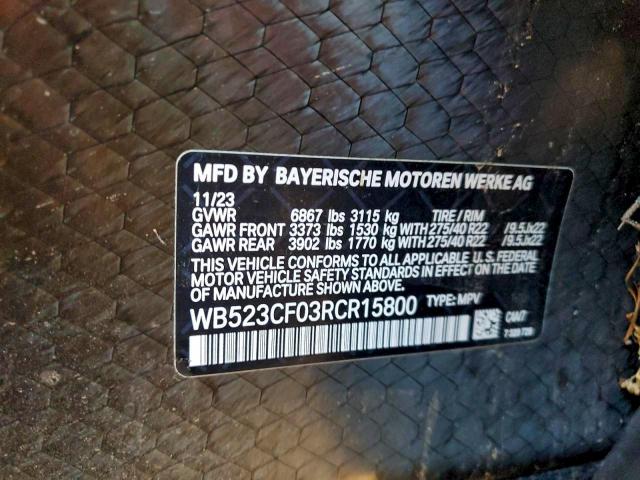 MFD BY BAYERISCHE MOTOREN WERKE AG
11/23
GVWR 6867 lbs 3115 kg TIRE/RIM
GAWR FRONT 3373 lbs 1530 kg WITH 275/40 R22 /9.5Jx22
GAWR REAR 3902 lbs 1770 kg WITH 275/40 R22 /9.5Jx22
THIS VEHICLE CONFORMS TO ALL APPLICABLE U.S. FEDERAL
MOTOR VEHICLE SAFETY STANDARDS IN EFFECT ON THE DATE
OF MANUFACTURE SHOWN ABOVE.
WB523CF03RCR15800 TYPE: MPV